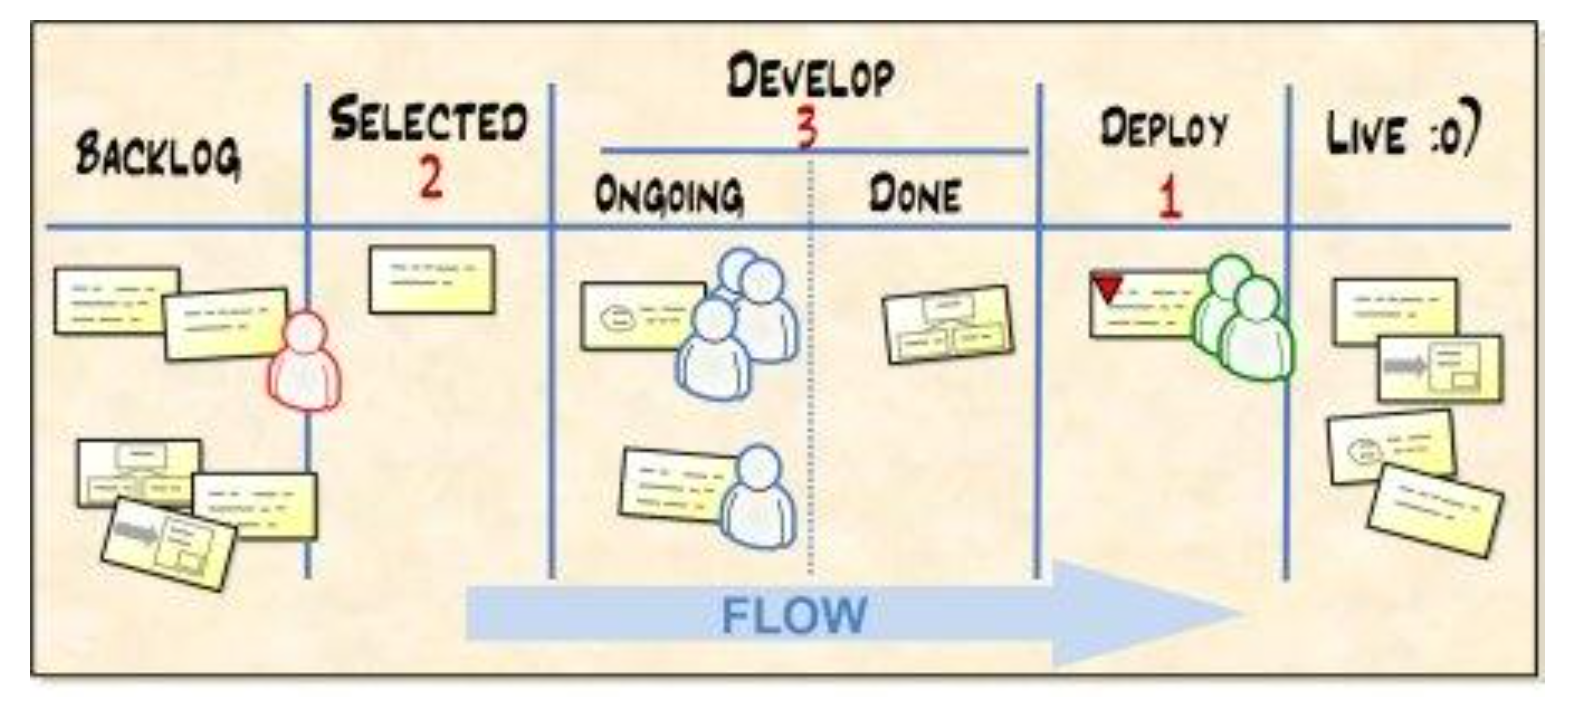 BACKLOG
SELECTED
2
DEVELOP
3
ONGOING
DONE
DEPLOY
1
LIVE :o)
FLOW